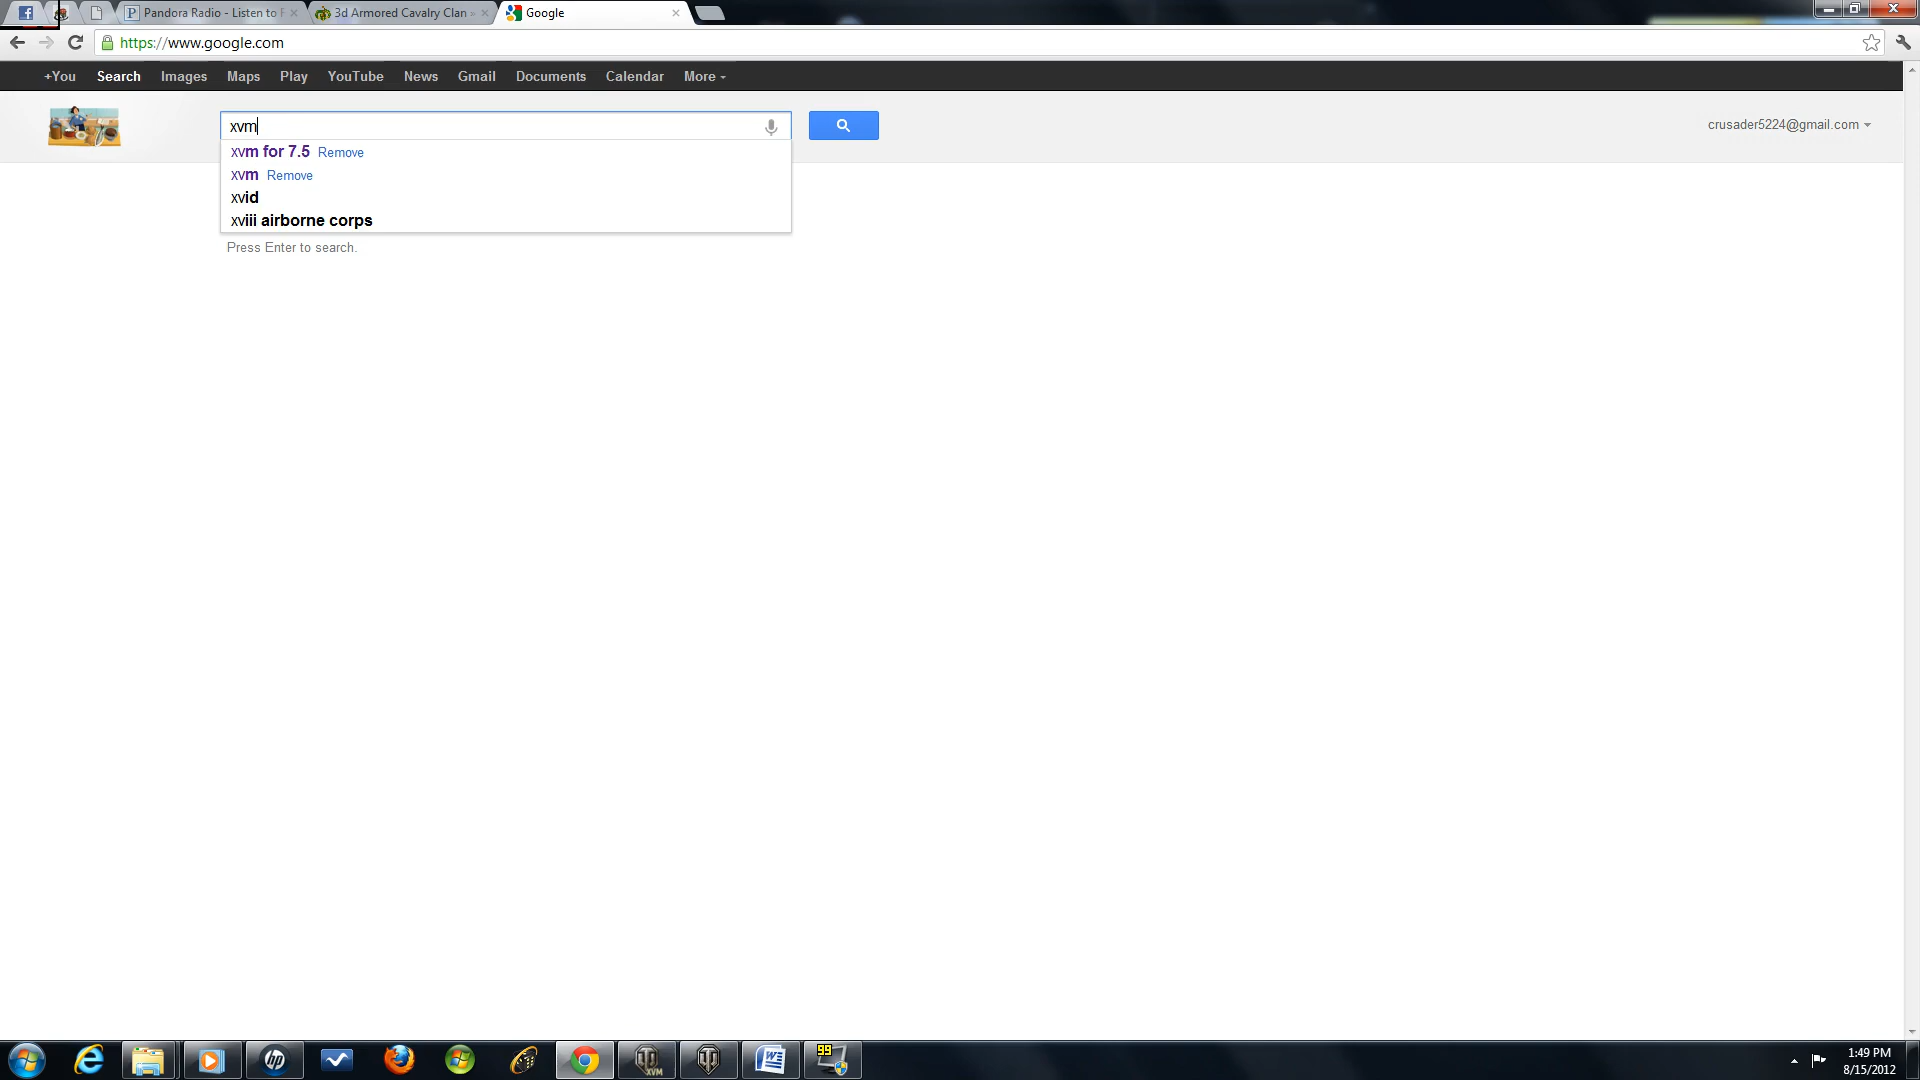 Pandora Radio - Listen to F
3d Armored Cavalry Clan »
Google
https://www.google.com
+You Search Images Maps Play YouTube News Gmail Documents Calendar More
xvm
crusader5224@gmail.com
xvm for 7.5 Remove
xvm Remove
xvid
xviii airborne corps
Press Enter to search.
XVM
99
1:49 PM
8/15/2012